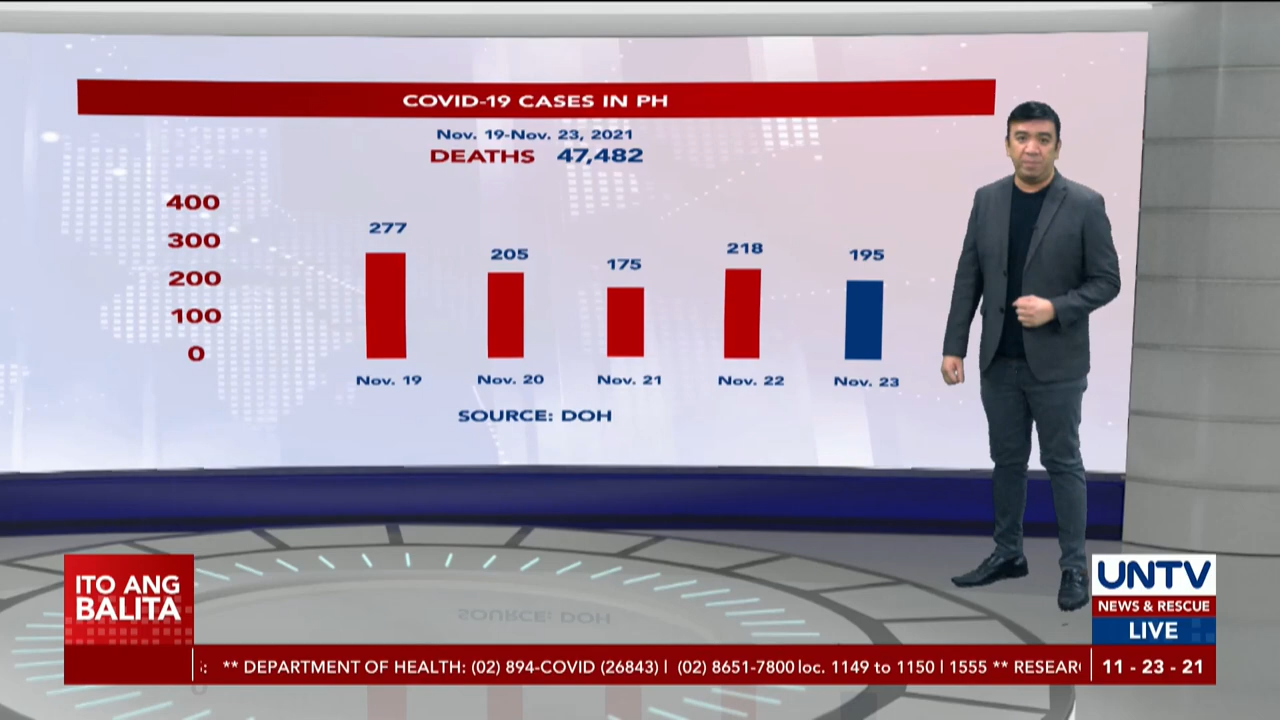 COVID-19 CASES IN PH
Nov. 19-Nov. 23, 2021
DEATHS 47,482
400
300
200
100
0
277
205
175
218
195
Nov. 19
Nov. 20
Nov. 21
Nov. 22
Nov. 23
SOURCE: DOH
ITO ANG
BALITA
UNTV
NEWS & RESCUE
LIVE
** DEPARTMENT OF HEALTH: (02) 894-COVID (26843) | (02) 8651-7800 loc. 1149 to 1150 | 1555 ** RESEAR
11 - 23 - 21